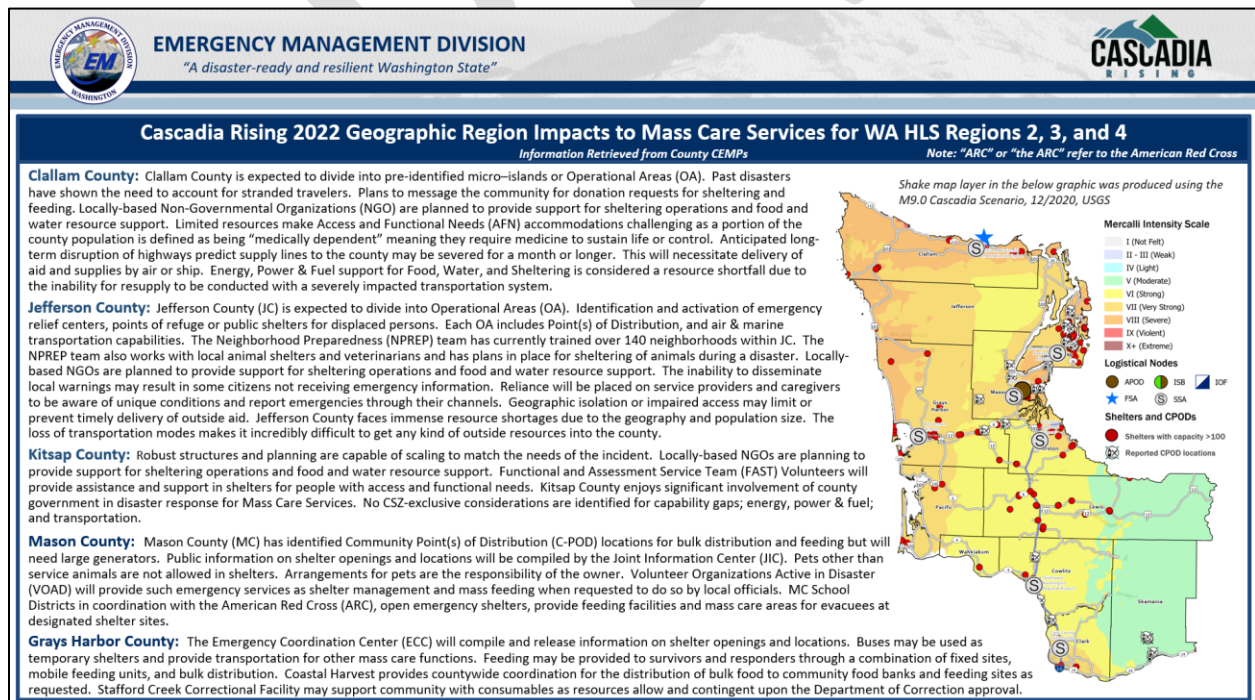 EMERGENCY MANAGEMENT DIVISION
"A disaster-ready and resilient Washington State"
EMERGENCY MANAGEMENT DIVISION
EM
WASHINGTON
CASCADIA
RISING
Cascadia Rising 2022 Geographic Region Impacts to Mass Care Services for WA HLS Regions 2, 3, and 4
Information Retrieved from County CEMPs
Note: "ARC" or "the ARC" refer to the American Red Cross
Clallam County: Clallam County is expected to divide into pre-identified micro–islands or Operational Areas (OA). Past disasters
have shown the need to account for stranded travelers. Plans to message the community for donation requests for sheltering and
feeding. Locally-based Non-Governmental Organizations (NGO) are planned to provide support for sheltering operations and food and
water resource support. Limited resources make Access and Functional Needs (AFN) accommodations challenging as a portion of the
county population is defined as being "medically dependent" meaning they require medicine to sustain life or control. Anticipated long-
term disruption of highways predict supply lines to the county may be severed for a month or longer. This will necessitate delivery of
aid and supplies by air or ship. Energy, Power & Fuel support for Food, Water, and Sheltering is considered a resource shortfall due to
the inability for resupply to be conducted with a severely impacted transportation system.
Jefferson County: Jefferson County (JC) is expected to divide into Operational Areas (OA). Identification and activation of emergency
relief centers, points of refuge or public shelters for displaced persons. Each OA includes Point(s) of Distribution, and air & marine
transportation capabilities. The Neighborhood Preparedness (NPREP) team has currently trained over 140 neighborhoods within JC. The
NPREP team also works with local animal shelters and veterinarians and has plans in place for sheltering of animals during a disaster. Locally-
based NGOs are planned to provide support for sheltering operations and food and water resource support. The inability to disseminate
local warnings may result in some citizens not receiving emergency information. Reliance will be placed on service providers and caregivers
to be aware of unique conditions and report emergencies through their channels. Geographic isolation or impaired access may limit or
prevent timely delivery of outside aid. Jefferson County faces immense resource shortages due to the geography and population size. The
loss of transportation modes makes it incredibly difficult to get any kind of outside resources into the county.
Kitsap County: Robust structures and planning are capable of scaling to match the needs of the incident. Locally-based NGOs are planning to
provide support for sheltering operations and food and water resource support. Functional and Assessment Service Team (FAST) Volunteers will
provide assistance and support in shelters for people with access and functional needs. Kitsap County enjoys significant involvement of county
government in disaster response for Mass Care Services. No CSZ-exclusive considerations are identified for capability gaps; energy, power & fuel;
and transportation.
Mason County: Mason County (MC) has identified Community Point(s) of Distribution (C-POD) locations for bulk distribution and feeding but will
need large generators. Public information on shelter openings and locations will be compiled by the Joint Information Center (JIC). Pets other than
service animals are not allowed in shelters. Arrangements for pets are the responsibility of the owner. Volunteer Organizations Active in Disaster
(VOAD) will provide such emergency services as shelter management and mass feeding when requested to do so by local officials. MC School
Districts in coordination with the American Red Cross (ARC), open emergency shelters, provide feeding facilities and mass care areas for evacuees at
designated shelter sites.
Grays Harbor County: The Emergency Coordination Center (ECC) will compile and release information on shelter openings and locations. Buses may be used as
temporary shelters and provide transportation for other mass care functions. Feeding may be provided to survivors and responders through a combination of fixed sites,
mobile feeding units, and bulk distribution. Coastal Harvest provides countywide coordination for the distribution of bulk food to community food banks and feeding sites as
requested. Stafford Creek Correctional Facility may support community with consumables as resources allow and contingent upon the Department of Correction approval.
Shake map layer in the below graphic was produced using the
M9.0 Cascadia Scenario, 12/2020, USGS
Mercalli Intensity Scale
I (Not Felt)
II - III (Weak)
IV (Light)
V (Moderate)
VI (Strong)
VII (Very Strong)
VIII (Severe)
IX (Violent)
X+ (Extreme)
Logistical Nodes
APOD
ISB
IOF
FSA
S SSA
Shelters and CPODs
Shelters with capacity >100
Reported CPOD locations
Clallam
Jefferson
Grays
Harbor
Mason
Thurston
Pacific
Lewis
Wahkiakum
Cowlitz
Skamania
Clark